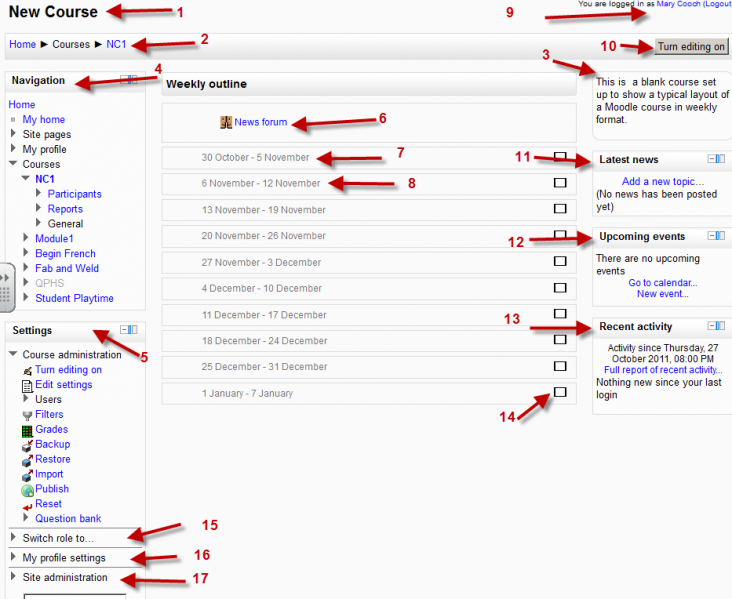 New Course
1
9
You are logged in as Mary Cooch (Logout
Home ► Courses ► NC1
2
10
Turn editing on
Navigation
4
Home
My home
Site pages
My profile
Courses
NC1
Participants
Reports
General
Module1
Begin French
Fab and Weld
QPHS
Student Playtime
Settings
5
Course administration
Turn editing on
Edit settings
Users
Filters
Grades
Backup
Restore
Import
Publish
Reset
Question bank
Switch role to...
15
My profile settings
16
Site administration
17
Weekly outline
News forum
6
30 October - 5 November
7
6 November - 12 November
8
13 November - 19 November
20 November - 26 November
27 November - 3 December
4 December - 10 December
11 December - 17 December
18 December - 24 December
25 December - 31 December
1 January - 7 January
14
3
This is a blank course set
up to show a typical layout of
a Moodle course in weekly
format.
11
Latest news
Add a new topic...
(No news has been posted
yet)
12
Upcoming events
There are no upcoming
events
Go to calendar...
New event...
13
Recent activity
Activity since Thursday, 27
October 2011, 08:00 PM
Full report of recent activity...
Nothing new since your last
login